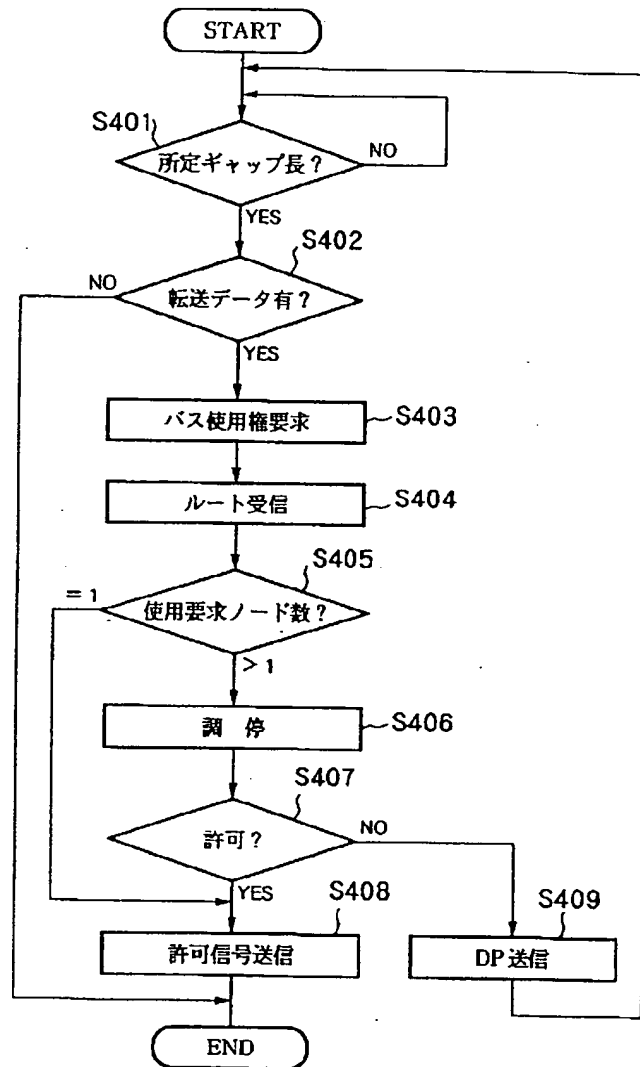 START
S401
所定ギャップ長?
NO
YES
S402
NO
転送データ有?
YES
バス使用権要求
S403
ルート受信
S404
S405
= 1
使用要求ノード数?
> 1
調 停
S406
S407
許可?
NO
YES
S408
許可信号送信
S409
DP送信
END